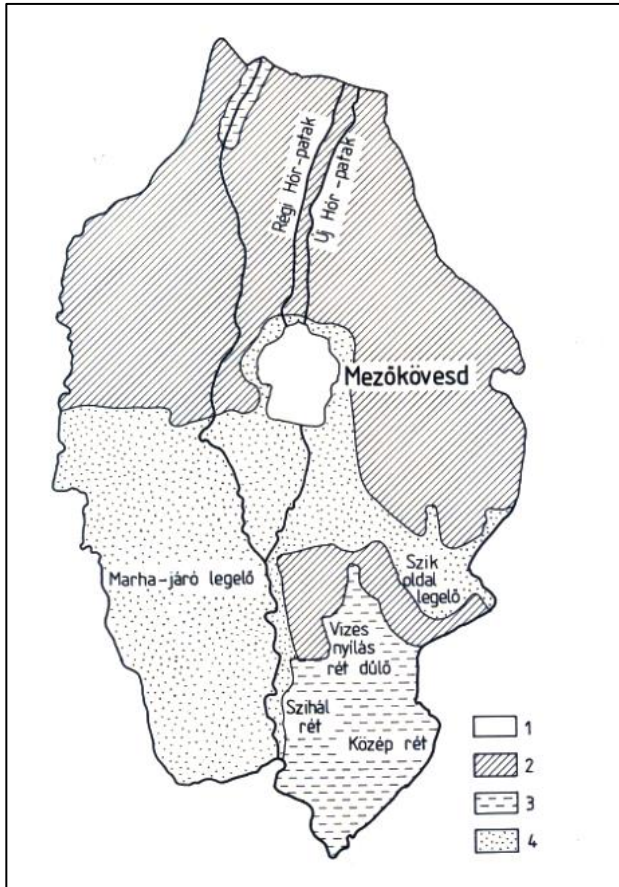 Régi Hór-patak
Új Hór-patak
Mezőkövesd
Marha-járó legelő
Szik
oldal
legelő
Vizes
nyílás
rét dűlő
Szihál
rét
Közép rét
1
2
3
4